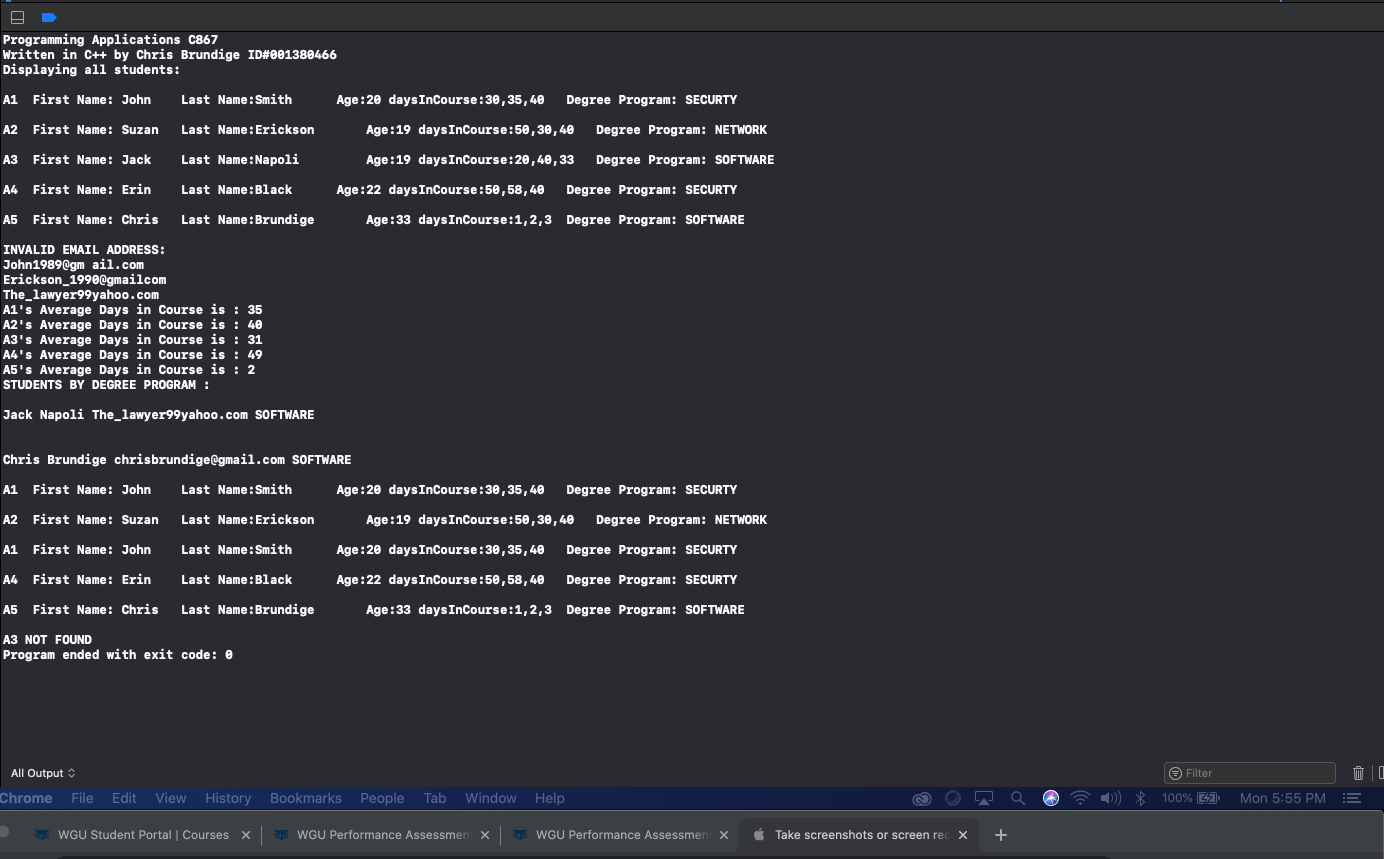 Programming Applications C867
Written in C++ by Chris Brundige ID#001380466
Displaying all students:
A1  First Name: John    Last Name:Smith      Age:20 daysInCourse:30,35,40   Degree Program: SECURTY
A2  First Name: Suzan   Last Name:Erickson       Age:19 daysInCourse:50,30,40   Degree Program: NETWORK
A3  First Name: Jack    Last Name:Napoli         Age:19 daysInCourse:20,40,33   Degree Program: SOFTWARE
A4  First Name: Erin    Last Name:Black      Age:22 daysInCourse:50,58,40   Degree Program: SECURTY
A5  First Name: Chris   Last Name:Brundige       Age:33 daysInCourse:1,2,3  Degree Program: SOFTWARE
INVALID EMAIL ADDRESS:
John1989@gm ail.com
Erickson_1990@gmailcom
The_lawyer99yahoo.com
A1's Average Days in Course is : 35
A2's Average Days in Course is : 40
A3's Average Days in Course is : 31
A4's Average Days in Course is : 49
A5's Average Days in Course is : 2
STUDENTS BY DEGREE PROGRAM :
Jack Napoli The_lawyer99yahoo.com SOFTWARE
Chris Brundige chrisbrundige@gmail.com SOFTWARE
A1  First Name: John    Last Name:Smith      Age:20 daysInCourse:30,35,40   Degree Program: SECURTY
A2  First Name: Suzan   Last Name:Erickson       Age:19 daysInCourse:50,30,40   Degree Program: NETWORK
A1  First Name: John    Last Name:Smith      Age:20 daysInCourse:30,35,40   Degree Program: SECURTY
A4  First Name: Erin    Last Name:Black      Age:22 daysInCourse:50,58,40   Degree Program: SECURTY
A5  First Name: Chris   Last Name:Brundige       Age:33 daysInCourse:1,2,3  Degree Program: SOFTWARE
A3 NOT FOUND
Program ended with exit code: 0
All Output Filter
Chrome File Edit View History Bookmarks People Tab Window Help 100% Mon 5:55 PM
WGU Student Portal | Courses WGU Performance Assessmen WGU Performance Assessmen Take screenshots or screen rec